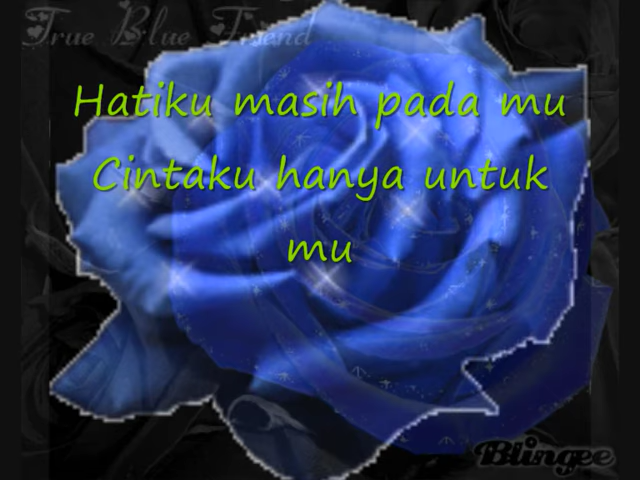 True Blue Friend
Hatiku masih pada mu
Cintaku hanya untuk
mu
Blingee